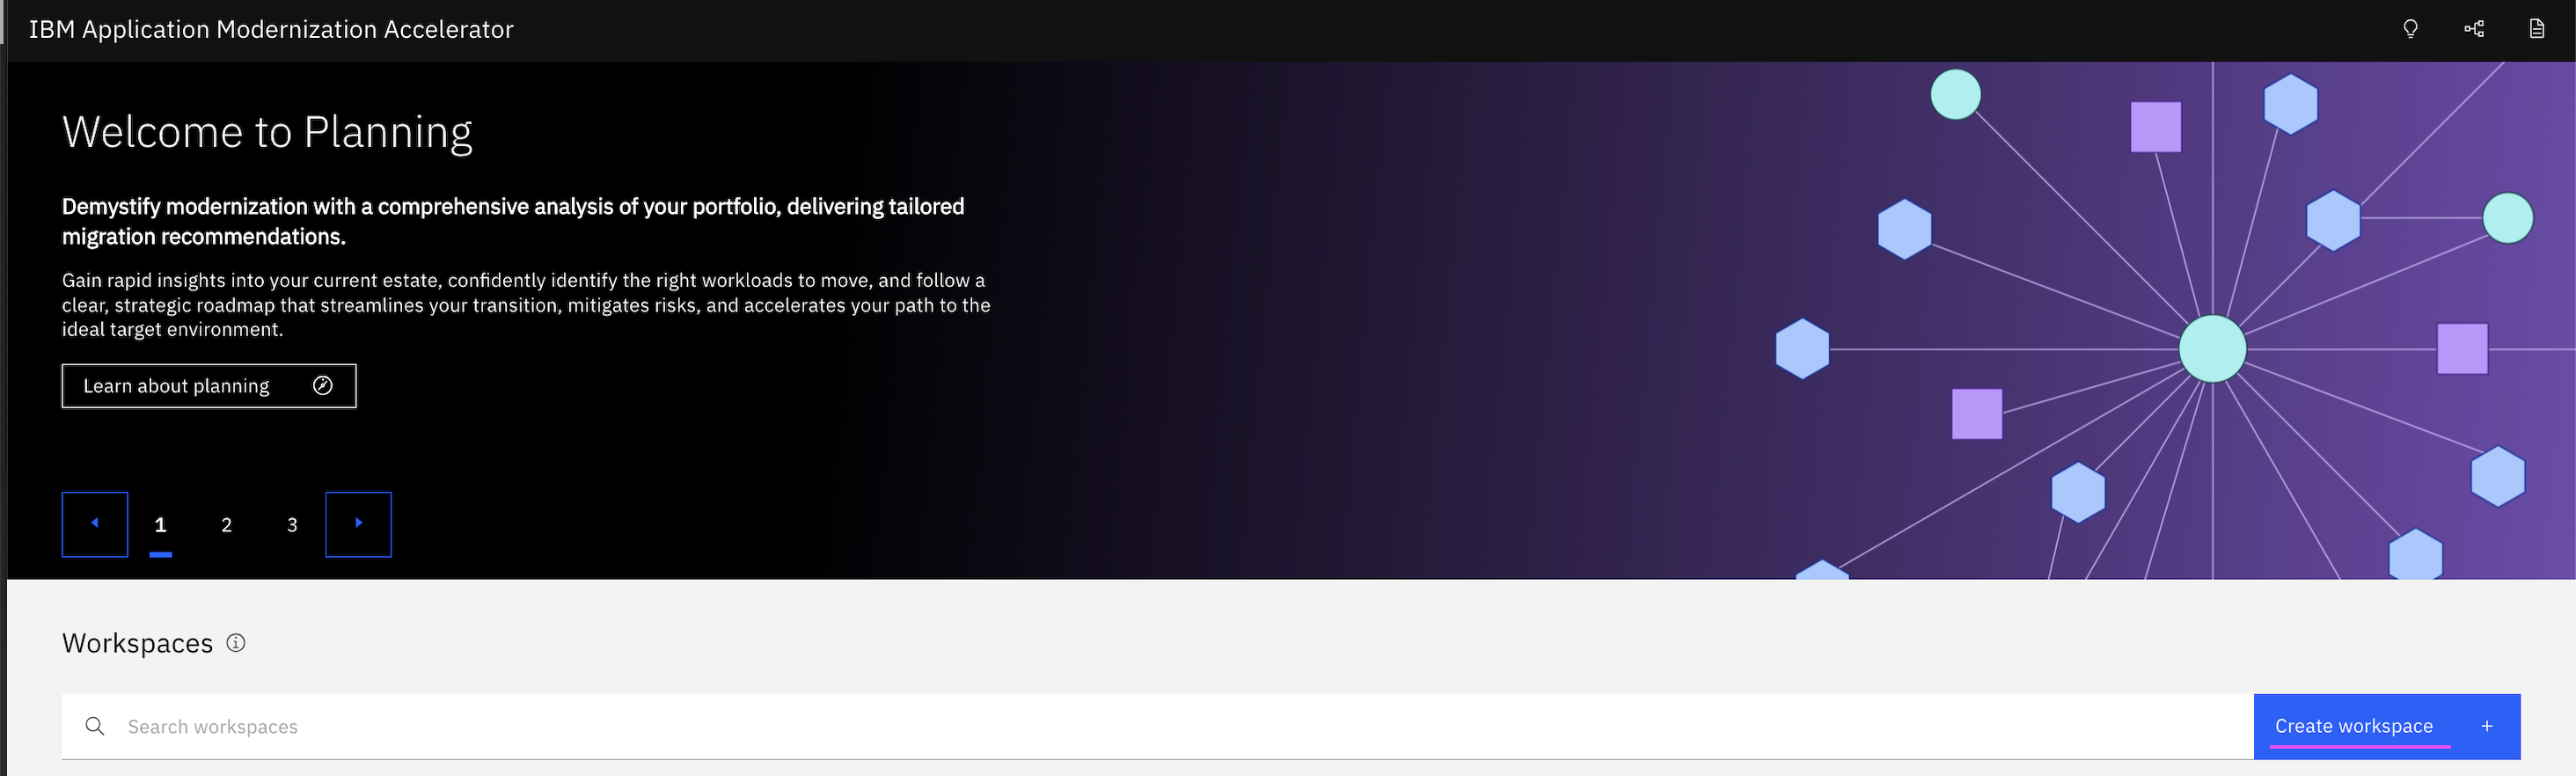 IBM Application Modernization Accelerator
Welcome to Planning
Demystify modernization with a comprehensive analysis of your portfolio, delivering tailored
migration recommendations.
Gain rapid insights into your current estate, confidently identify the right workloads to move, and follow a
clear, strategic roadmap that streamlines your transition, mitigates risks, and accelerates your path to the
ideal target environment.
Learn about planning
1 2 3
Workspaces
Search workspaces
Create workspace +